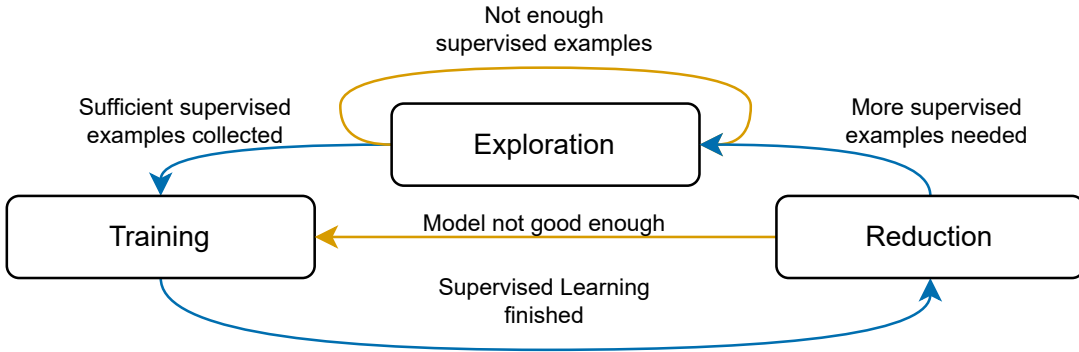 Not enough
supervised examples
Sufficient supervised
examples collected
More supervised
examples needed
Exploration
Training
Model not good enough
Reduction
Supervised Learning
finished